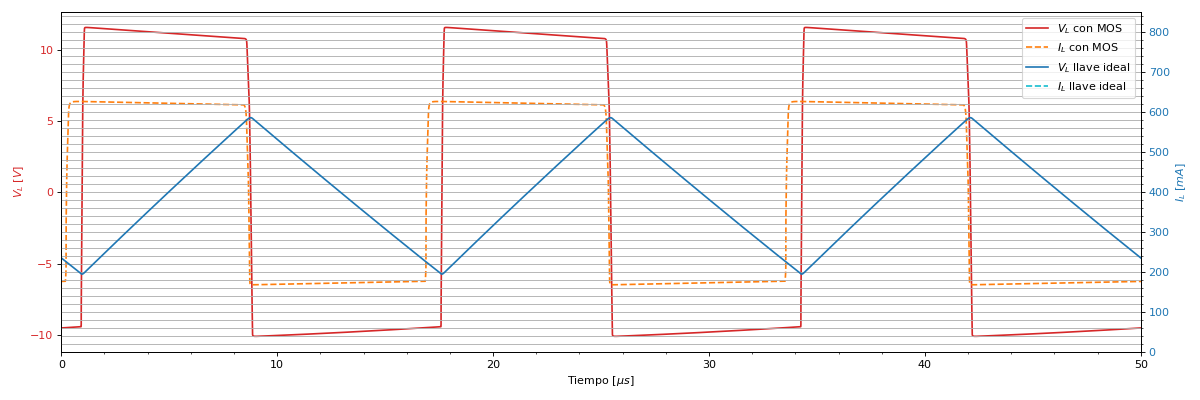 V_L con MOS
I_L con MOS
V_L llave ideal
I_L llave ideal
10
5
0
−5
−10
V_L [V]
800
700
600
500
400
300
200
100
0
I_L [mA]
0 10 20 30 40 50
Tiempo [μs]